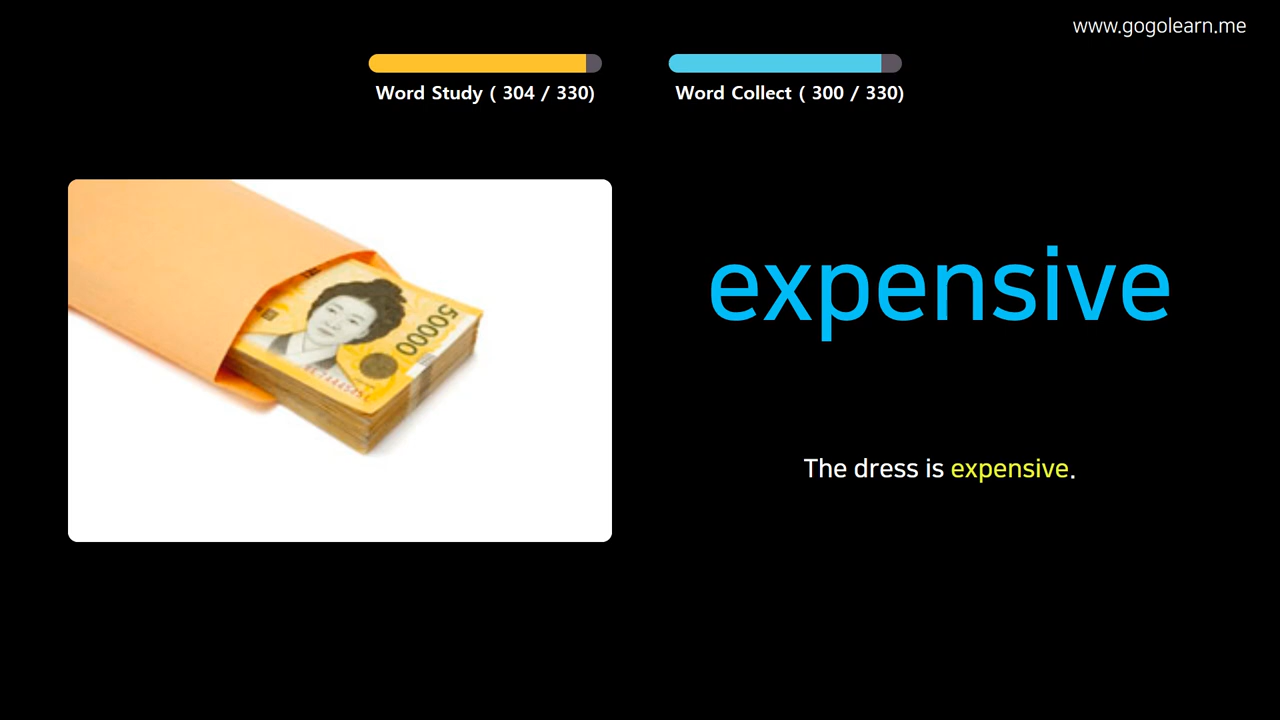 www.gogolearn.me
Word Study ( 304 / 330)
Word Collect ( 300 / 330)
expensive
50000
The dress is expensive.